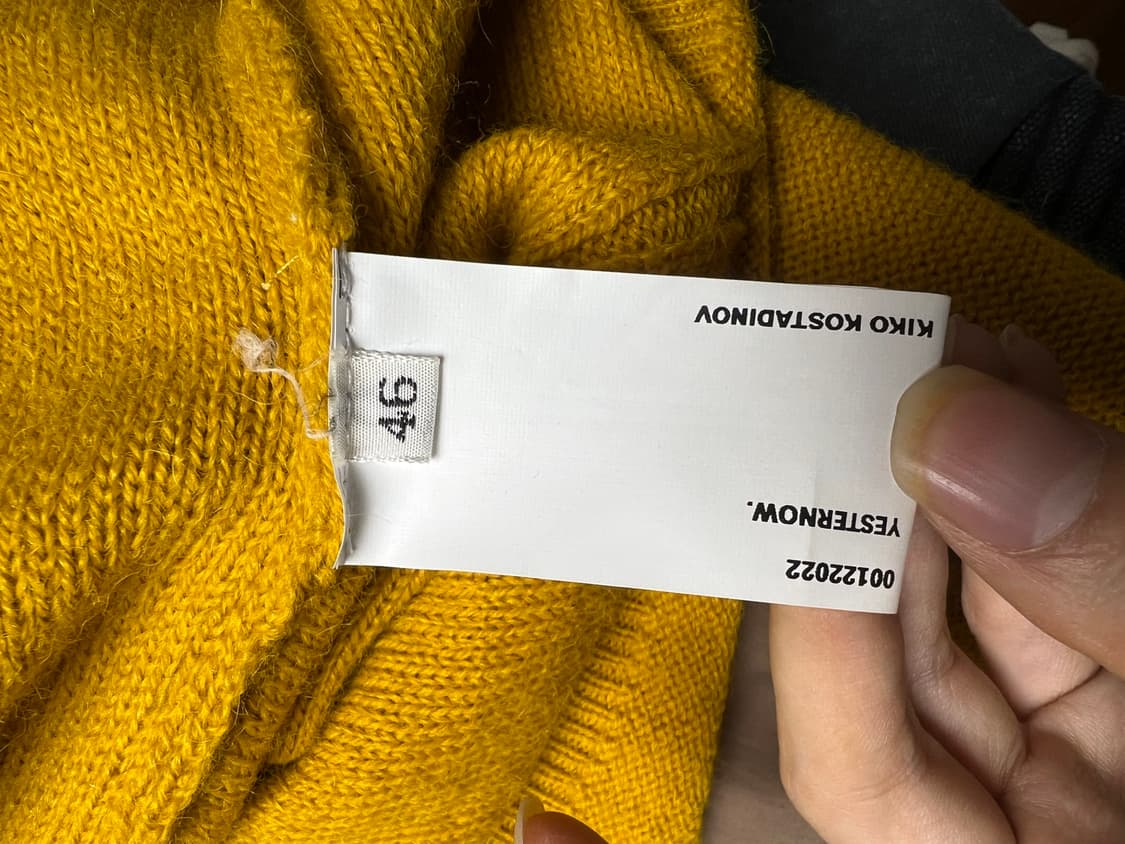 KIKO KOSTADINOV
YESTERNOW.
00122022
46